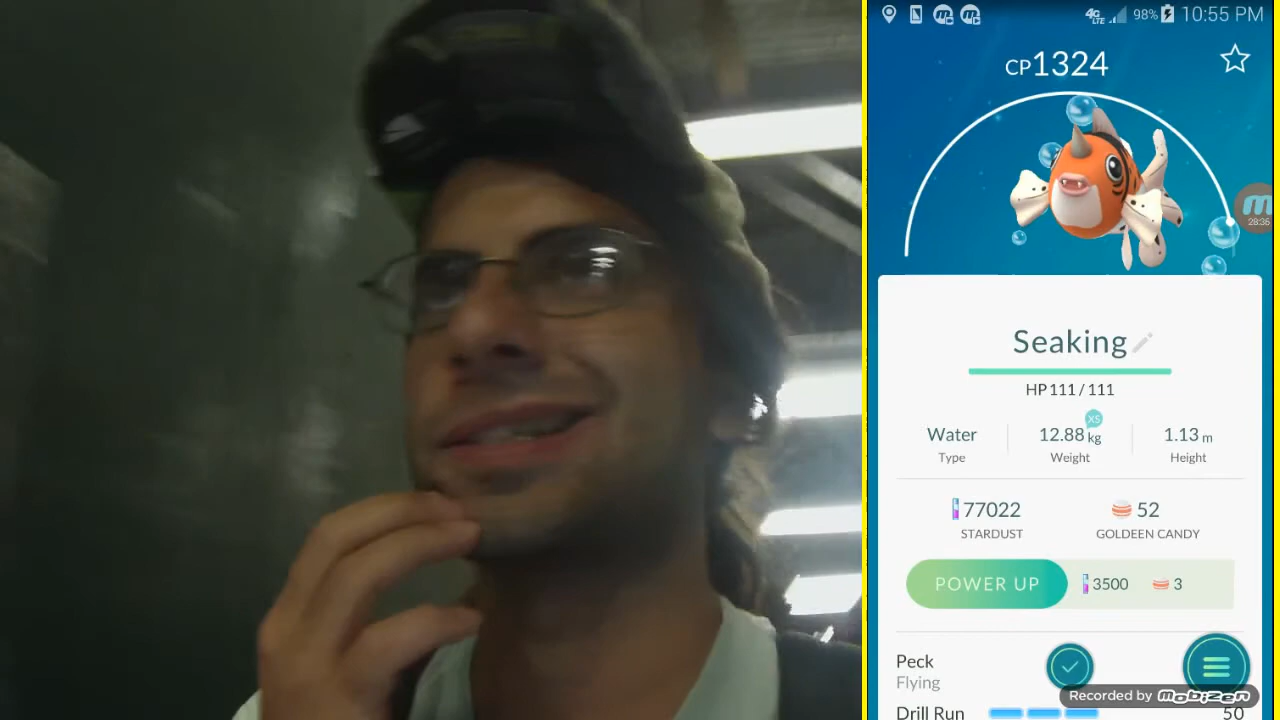 4G LTE 98% 10:55 PM
CP1324
28:36
Seaking
HP 111 / 111
XS
Water 12.88 kg 1.13 m
Type Weight Height
77022 52
STARDUST GOLDEEN CANDY
POWER UP 3500 3
Peck
Flying
Recorded by mobizen
Drill Run 50